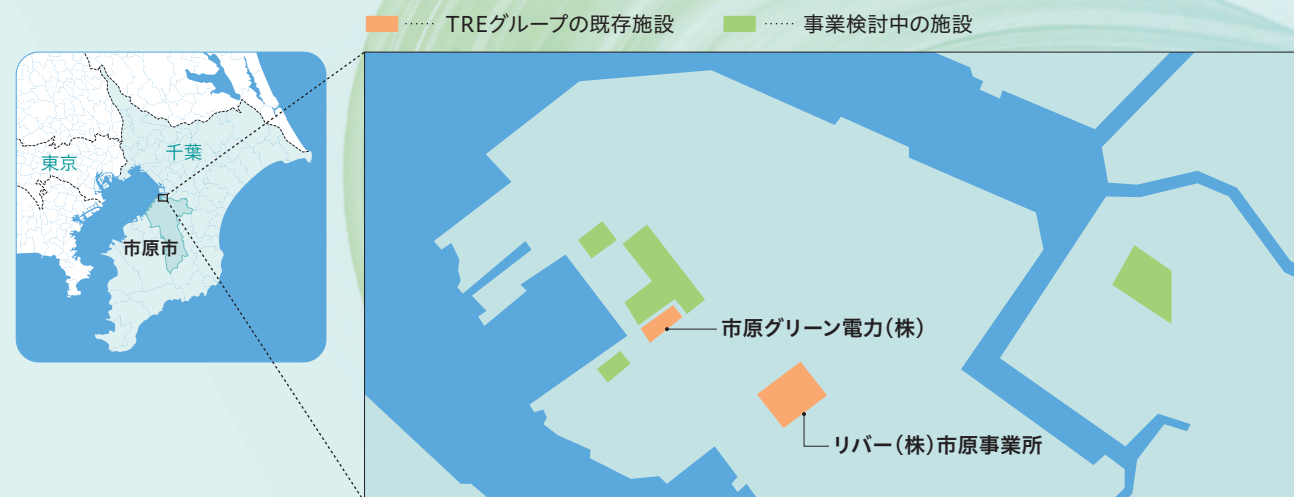 TREグループの既存施設
事業検討中の施設
東京
千葉
市原市
市原グリーン電力(株)
リバー(株)市原事業所